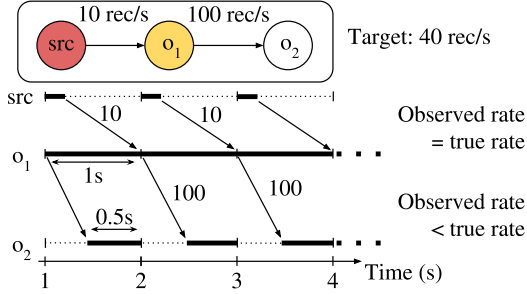 10 rec/s 100 rec/s
src o1 o2 Target: 40 rec/s
src
10 10 Observed rate
= true rate
o1
1s
100 100
Observed rate
< true rate
0.5s
o2
1 2 3 4 Time (s)